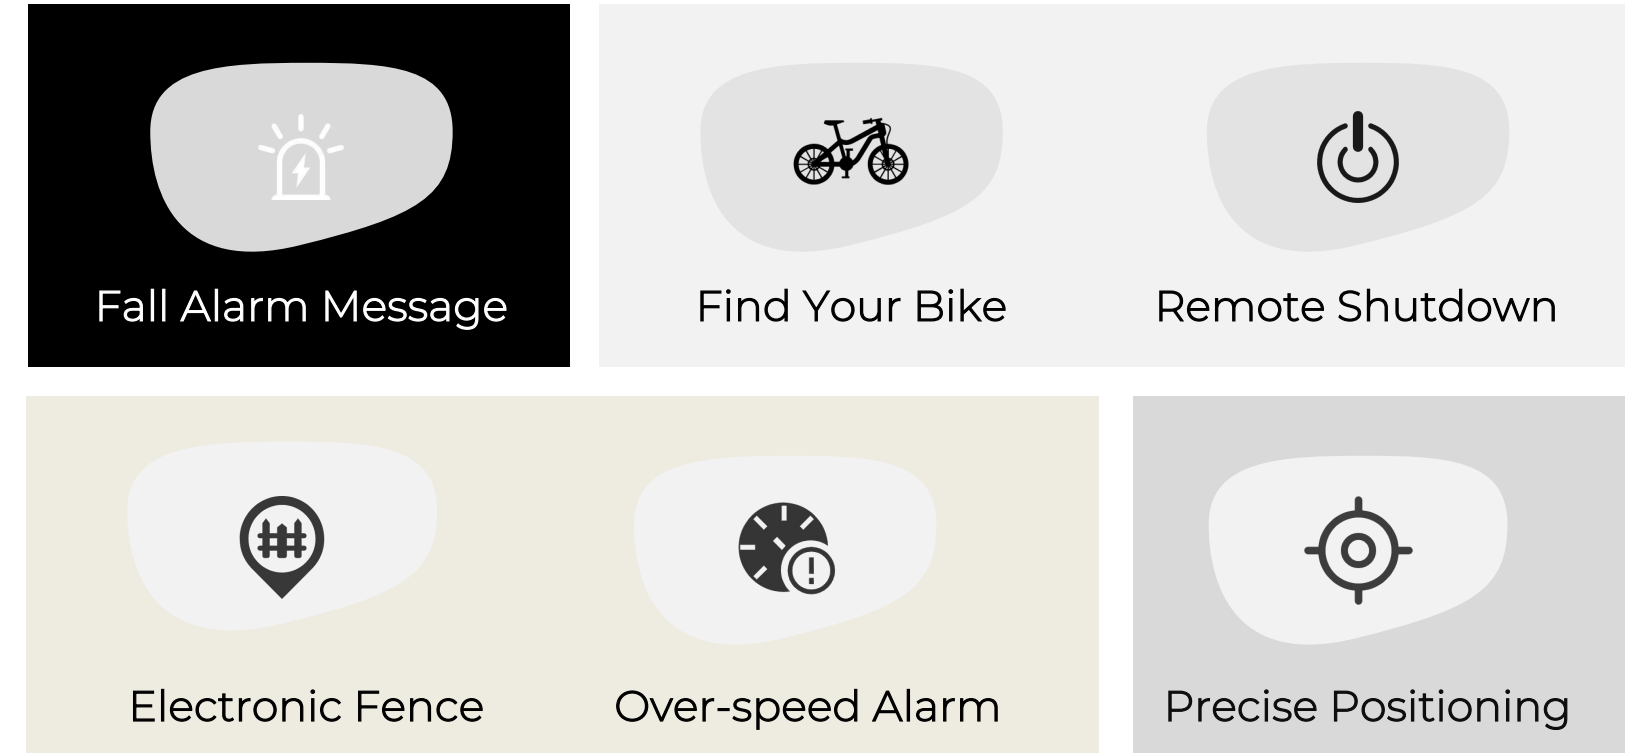 Fall Alarm Message
Find Your Bike
Remote Shutdown
Electronic Fence
Over-speed Alarm
Precise Positioning